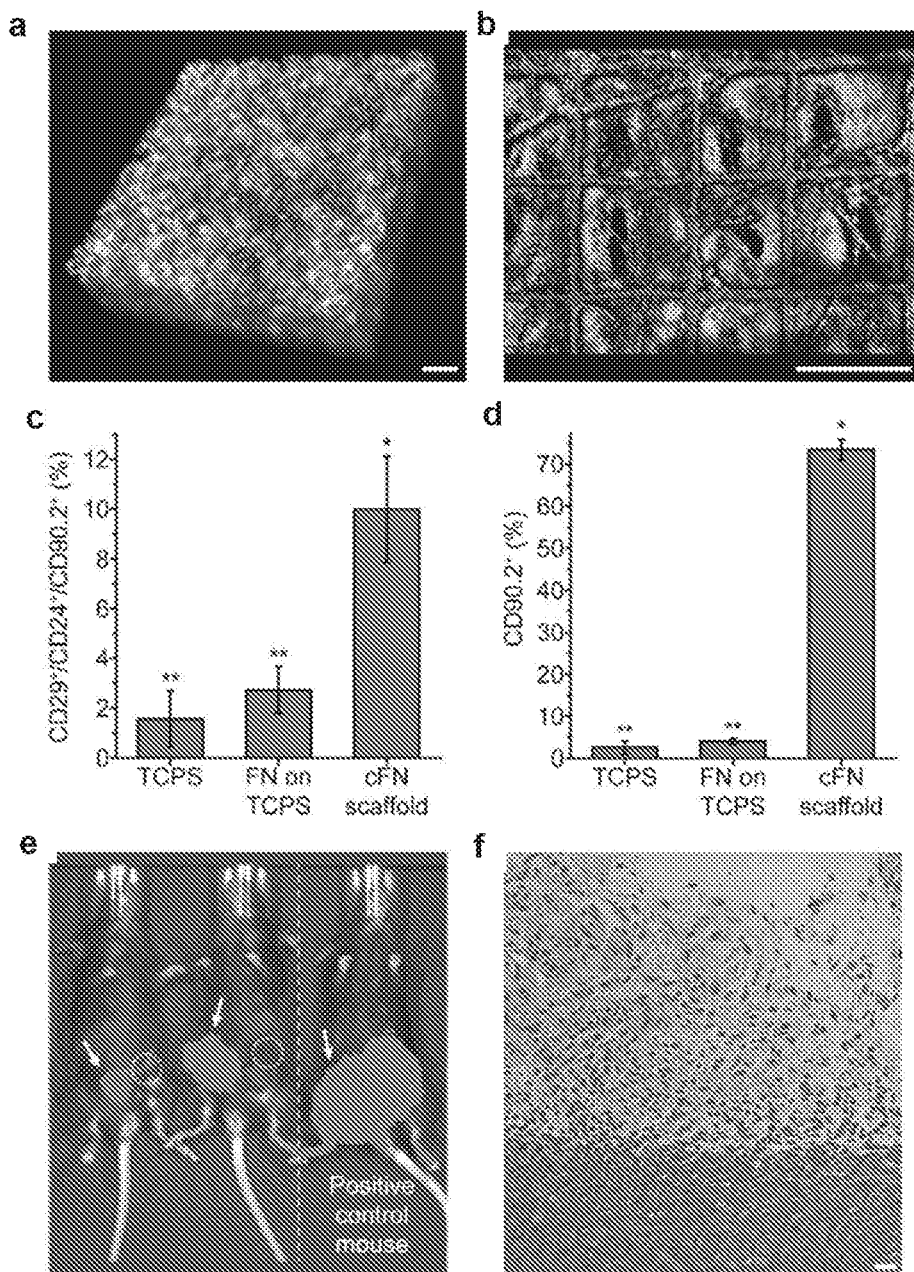 a
b
c
CD29⁺/CD24⁺/CD90.2⁺ (%)
12
10
8
6
4
2
0
**
**
*
TCPS
FN on
TCPS
cFN
scaffold
d
CD90.2⁺ (%)
70
60
50
40
30
20
10
0
**
**
*
TCPS
FN on
TCPS
cFN
scaffold
e
Positive
control
mouse
f